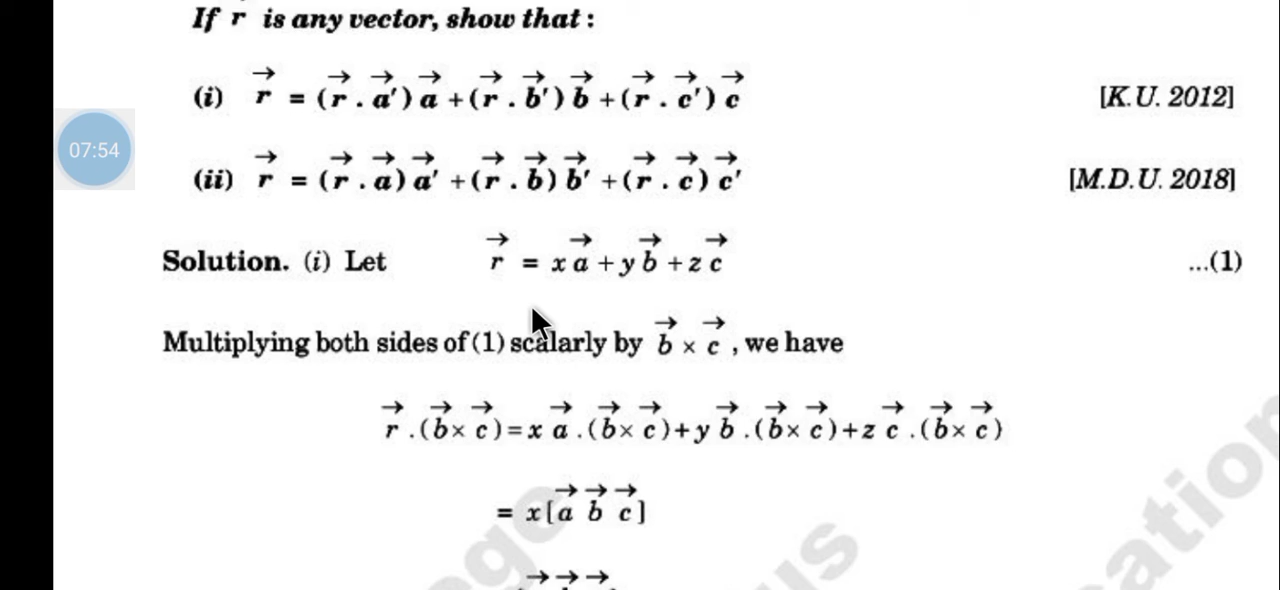 If r⃗ is any vector, show that :
(i) r⃗ = (r⃗ . a⃗′) a⃗ + (r⃗ . b⃗′) b⃗ + (r⃗ . c⃗′) c⃗ [K.U. 2012]
07:54
(ii) r⃗ = (r⃗ . a⃗) a⃗′ + (r⃗ . b⃗) b⃗′ + (r⃗ . c⃗) c⃗′ [M.D.U. 2018]
Solution. (i) Let r⃗ = x a⃗ + y b⃗ + z c⃗ ...(1)
Multiplying both sides of (1) scalarly by b⃗ × c⃗ , we have
r⃗ . (b⃗ × c⃗) = x a⃗ . (b⃗ × c⃗) + y b⃗ . (b⃗ × c⃗) + z c⃗ . (b⃗ × c⃗)
= x [a⃗ b⃗ c⃗]